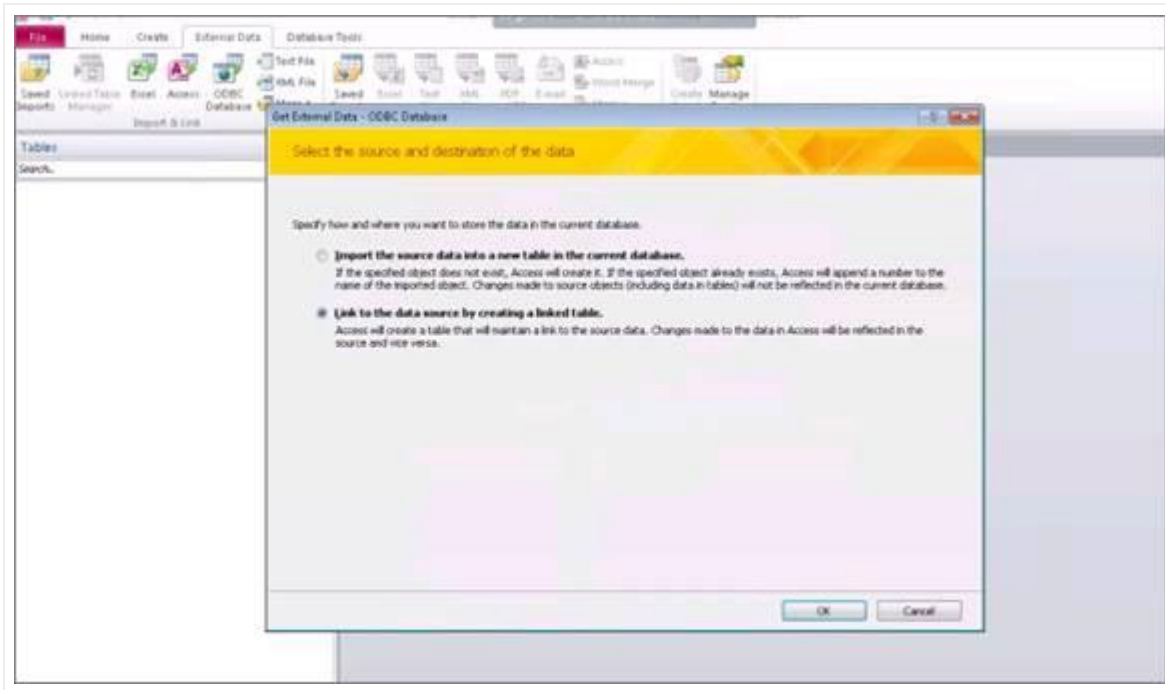 File Home Create External Data Database Tools
Saved Imports
Linked Table Manager
Excel
Access
ODBC Database
Text File
XML File
Saved
Excel
Text
XML
PDF
E-mail
Access
Word Merge
Create
Manage
Import & Link
Tables
Search..
Get External Data - ODBC Database
Select the source and destination of the data
Specify how and where you want to store the data in the current database.
Import the source data into a new table in the current database.
If the specified object does not exist, Access will create it. If the specified object already exists, Access will append a number to the
name of the imported object. Changes made to source objects (including data in tables) will not be reflected in the current database.
Link to the data source by creating a linked table.
Access will create a table that will maintain a link to the source data. Changes made to the data in Access will be reflected in the
source and vice versa.
OK Cancel